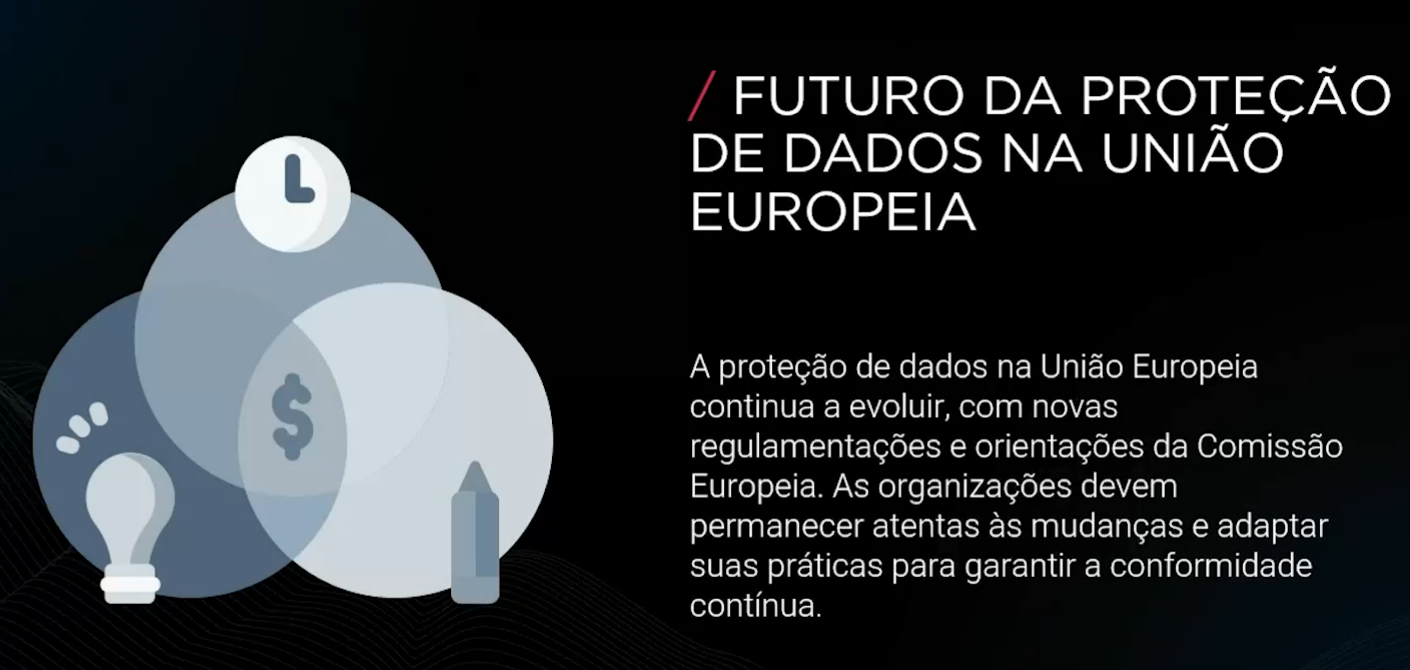 / FUTURO DA PROTEÇÃO
DE DADOS NA UNIÃO
EUROPEIA
A proteção de dados na União Europeia
continua a evoluir, com novas
regulamentações e orientações da Comissão
Europeia. As organizações devem
permanecer atentas às mudanças e adaptar
suas práticas para garantir a conformidade
contínua.
$